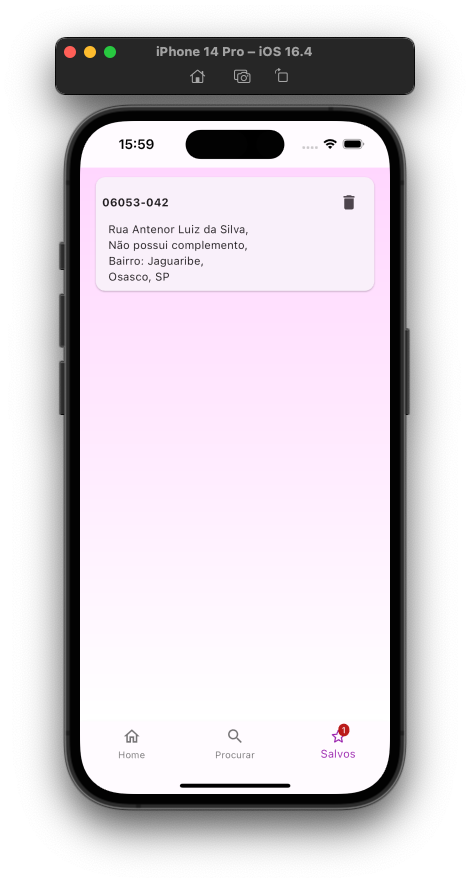 iPhone 14 Pro – iOS 16.4
15:59
06053-042
Rua Antenor Luiz da Silva,
Não possui complemento,
Bairro: Jaguaribe,
Osasco, SP
1
Home
Procurar
Salvos